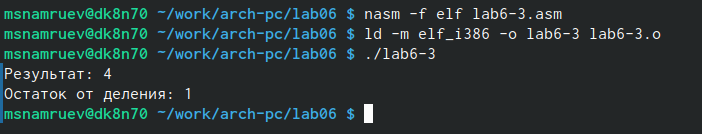 msnamruev@dk8n70 ~/work/arch-pc/lab06 $ nasm -f elf lab6-3.asm
msnamruev@dk8n70 ~/work/arch-pc/lab06 $ ld -m elf_i386 -o lab6-3 lab6-3.o
msnamruev@dk8n70 ~/work/arch-pc/lab06 $ ./lab6-3
Результат: 4
Остаток от деления: 1
msnamruev@dk8n70 ~/work/arch-pc/lab06 $